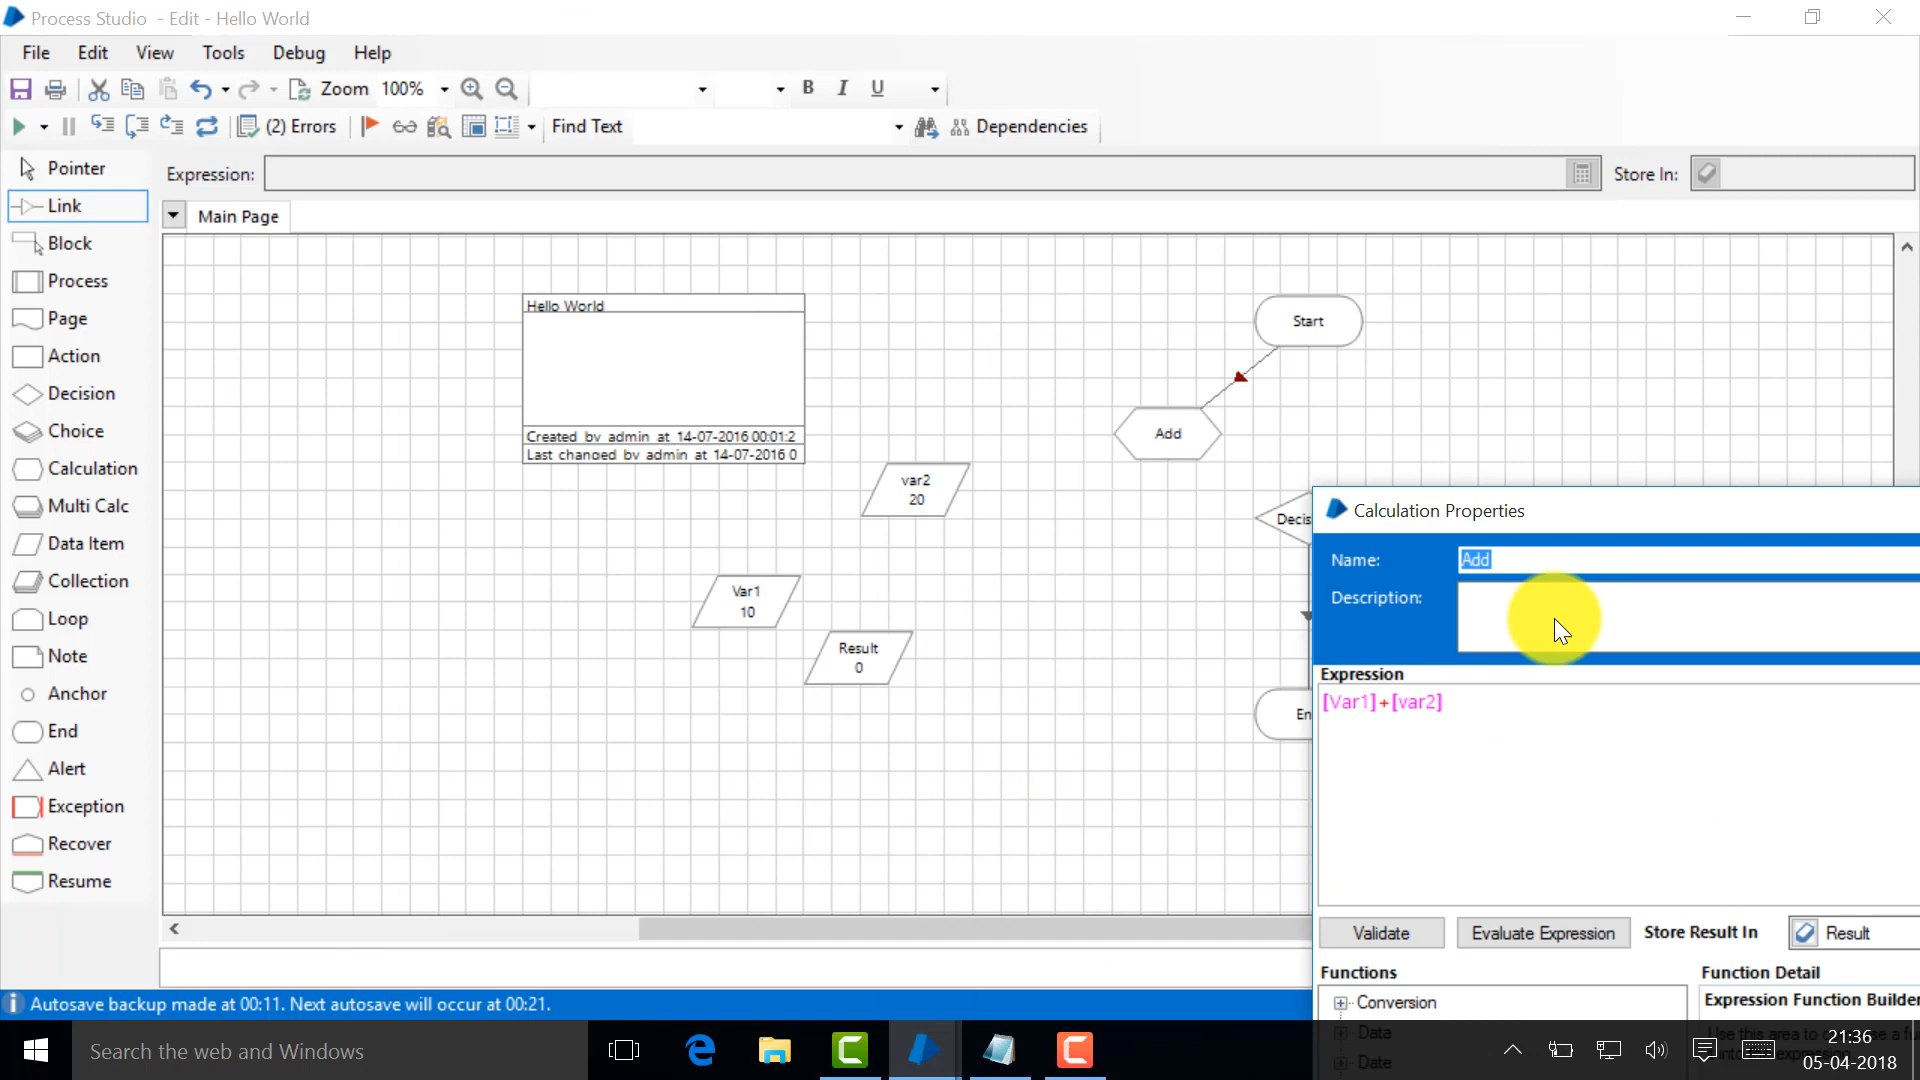 Process Studio - Edit - Hello World
File Edit View Tools Debug Help
Zoom 100% B I U
(2) Errors Find Text Dependencies
Expression: Store In:
Main Page
Pointer
Link
Block
Process
Page
Action
Decision
Choice
Calculation
Multi Calc
Data Item
Collection
Loop
Note
Anchor
End
Alert
Exception
Recover
Resume
Hello World
Created by admin at 14-07-2016 00:01:2
Last changed by admin at 14-07-2016 0
Start
Add
var2
20
Decis
Var1
10
Result
0
En
Calculation Properties
Name: Add
Description:
Expression
[Var1]+[var2]
Validate Evaluate Expression Store Result In Result
Functions Function Detail
Conversion Expression Function Builder
Data
Date
Autosave backup made at 00:11. Next autosave will occur at 00:21.
Search the web and Windows
21:36
05-04-2018